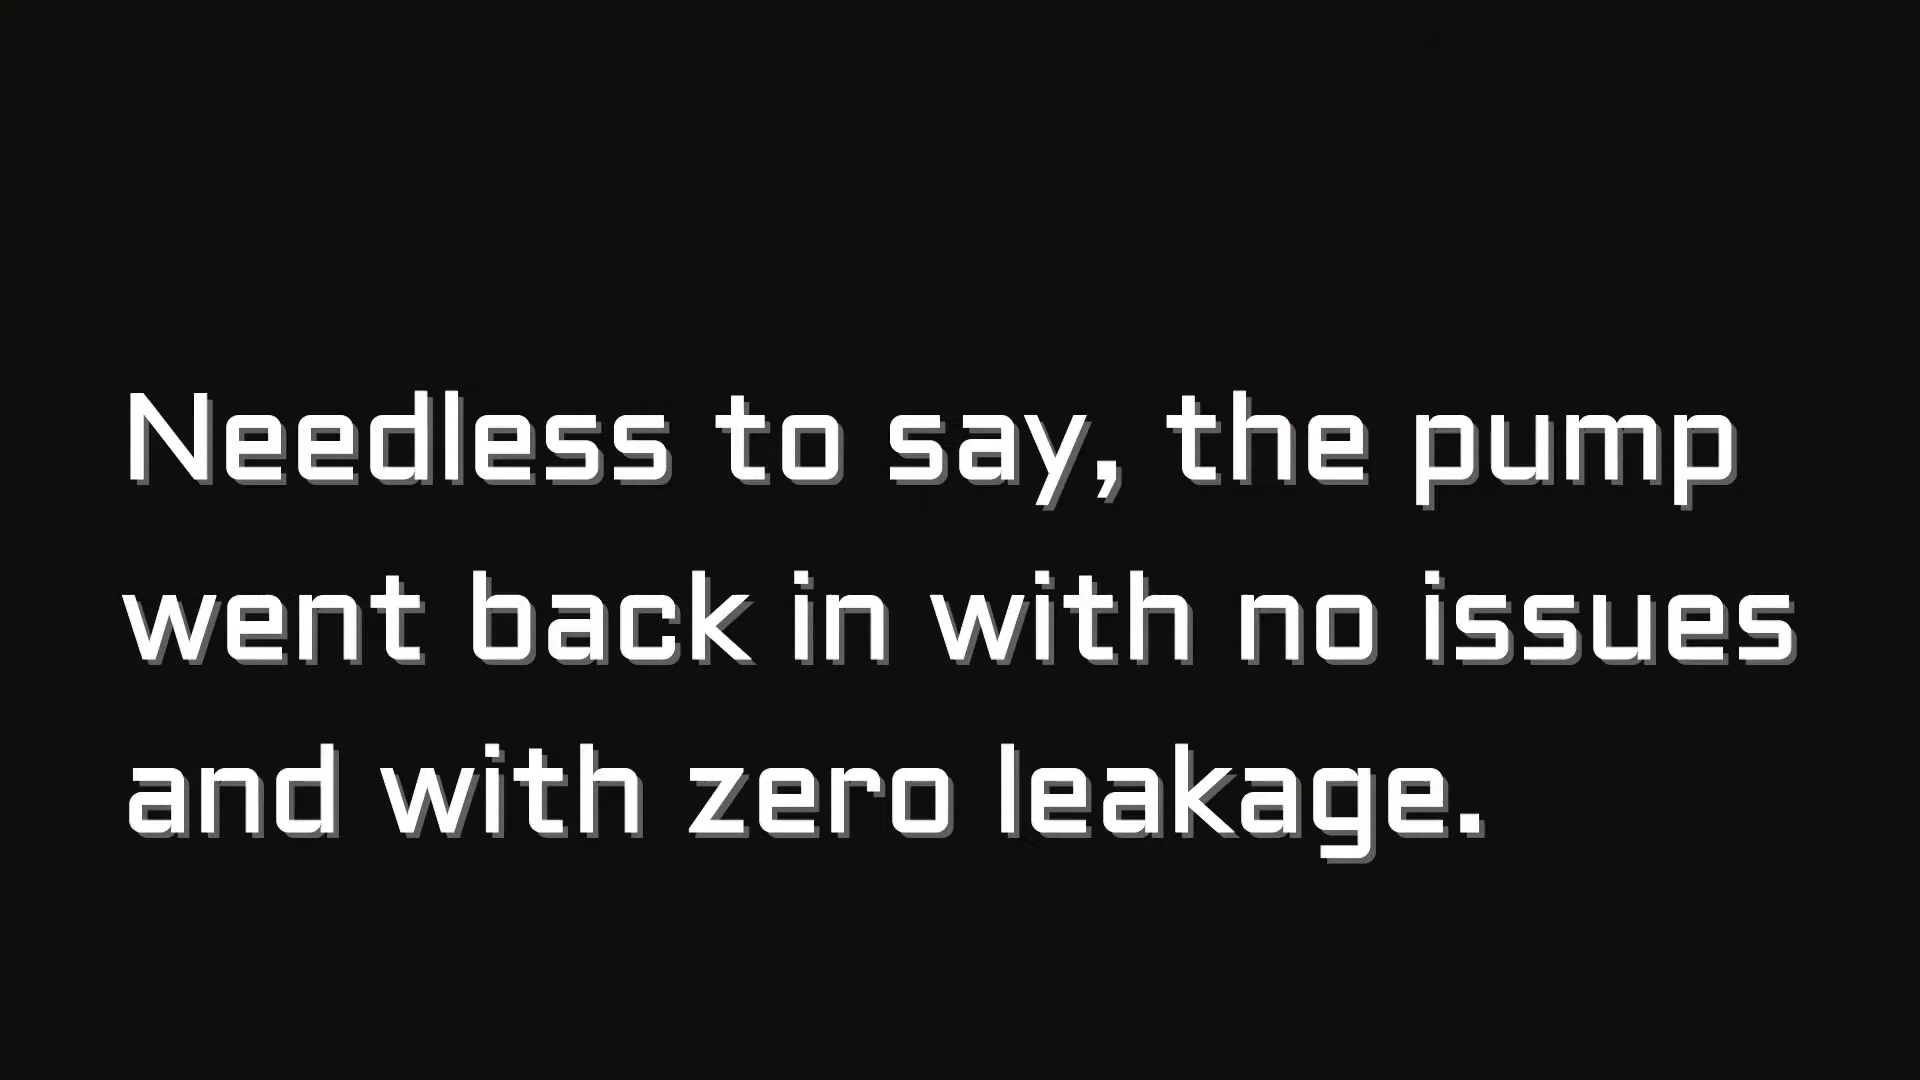 Needless to say, the pump
went back in with no issues
and with zero leakage.